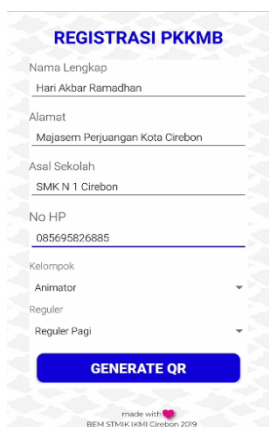 REGISTRASI PKKMB
Nama Lengkap
Hari Akbar Ramadhan
Alamat
Majasem Perjuangan Kota Cirebon
Asal Sekolah
SMK N 1 Cirebon
No HP
085695826885
Kelompok
Animator
Reguler
Reguler Pagi
GENERATE QR
made with
BEM STMIK IKMI Cirebon 2019